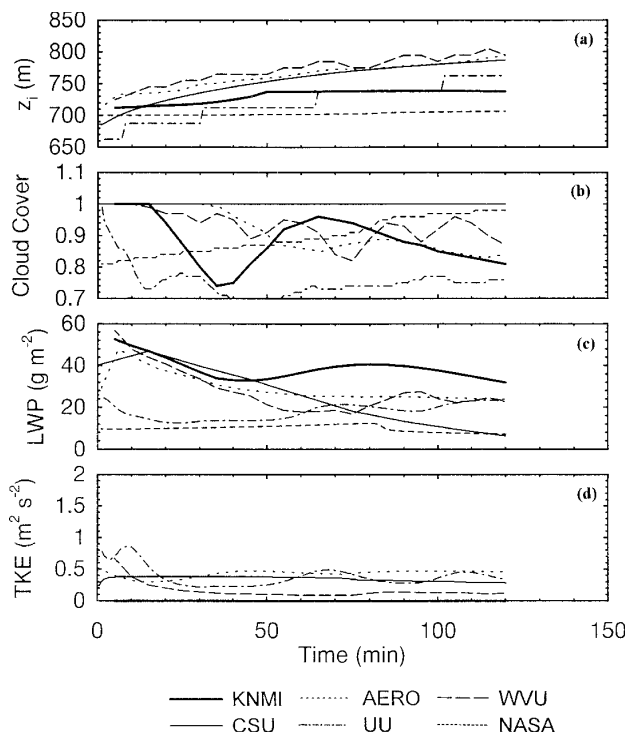 850
800
750
700
650
z_i (m)
(a)
1.1
1
0.9
0.8
0.7
Cloud Cover
(b)
60
40
20
0
LWP (g m⁻²)
(c)
2
1.5
1
0.5
0
TKE (m² s⁻²)
(d)
0 50 100 150
Time (min)
KNMI AERO WVU
CSU UU NASA